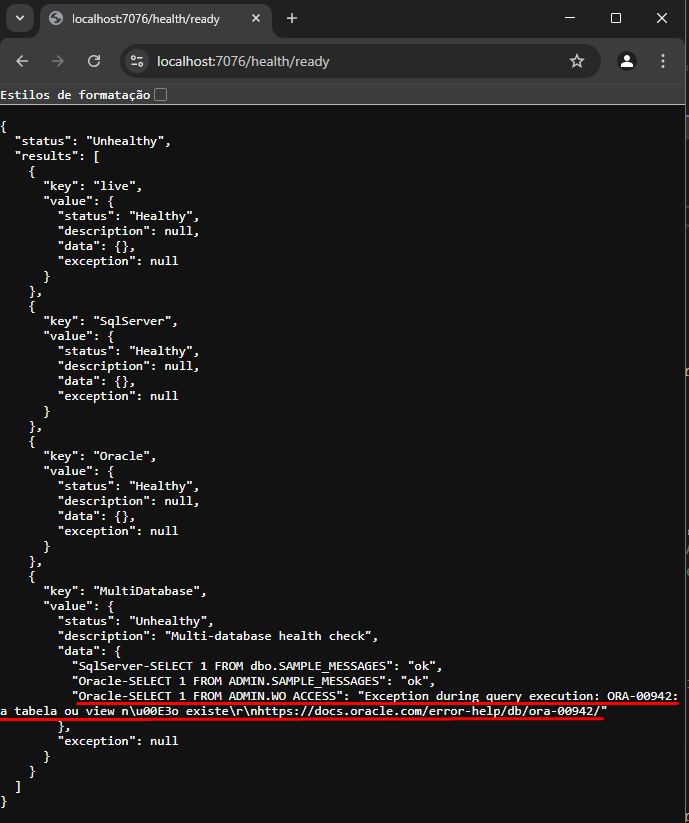 localhost:7076/health/ready
localhost:7076/health/ready
Estilos de formatação
{
  "status": "Unhealthy",
  "results": [
    {
      "key": "live",
      "value": {
        "status": "Healthy",
        "description": null,
        "data": {},
        "exception": null
      }
    },
    {
      "key": "SqlServer",
      "value": {
        "status": "Healthy",
        "description": null,
        "data": {},
        "exception": null
      }
    },
    {
      "key": "Oracle",
      "value": {
        "status": "Healthy",
        "description": null,
        "data": {},
        "exception": null
      }
    },
    {
      "key": "MultiDatabase",
      "value": {
        "status": "Unhealthy",
        "description": "Multi-database health check",
        "data": {
          "SqlServer-SELECT 1 FROM dbo.SAMPLE_MESSAGES": "ok",
          "Oracle-SELECT 1 FROM ADMIN.SAMPLE_MESSAGES": "ok",
          "Oracle-SELECT 1 FROM ADMIN.WO_ACCESS": "Exception during query execution: ORA-00942:
a tabela ou view n\u00E3o existe\r\nhttps://docs.oracle.com/error-help/db/ora-00942/"
        },
        "exception": null
      }
    }
  ]
}